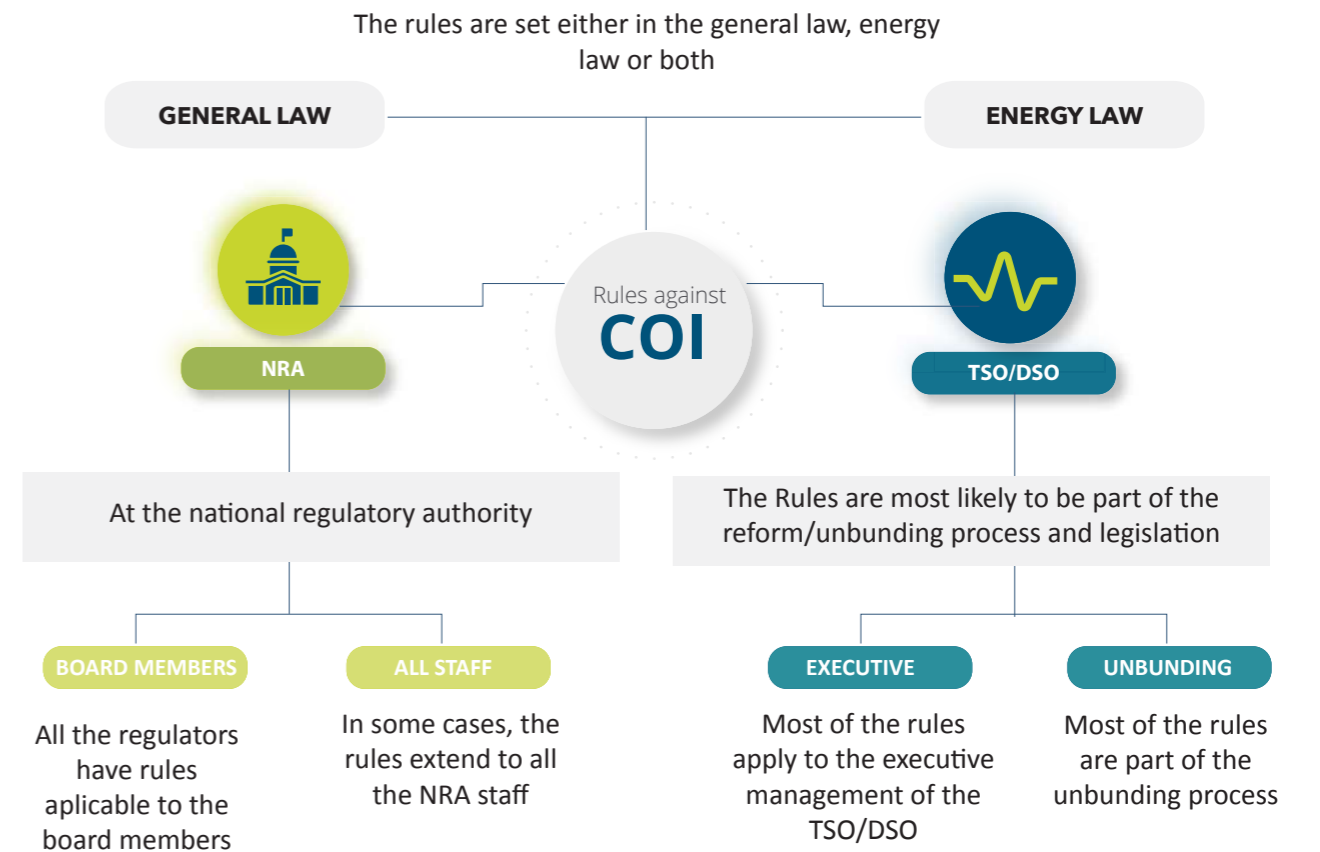 The rules are set either in the general law, energy
law or both
GENERAL LAW
ENERGY LAW
Rules against
COI
NRA
TSO/DSO
At the national regulatory authority
The Rules are most likely to be part of the
reform/unbunding process and legislation
BOARD MEMBERS
ALL STAFF
EXECUTIVE
UNBUNDING
All the regulators
have rules
aplicable to the
board members
In some cases, the
rules extend to all
the NRA staff
Most of the rules
apply to the executive
management of the
TSO/DSO
Most of the rules
are part of the
unbunding process